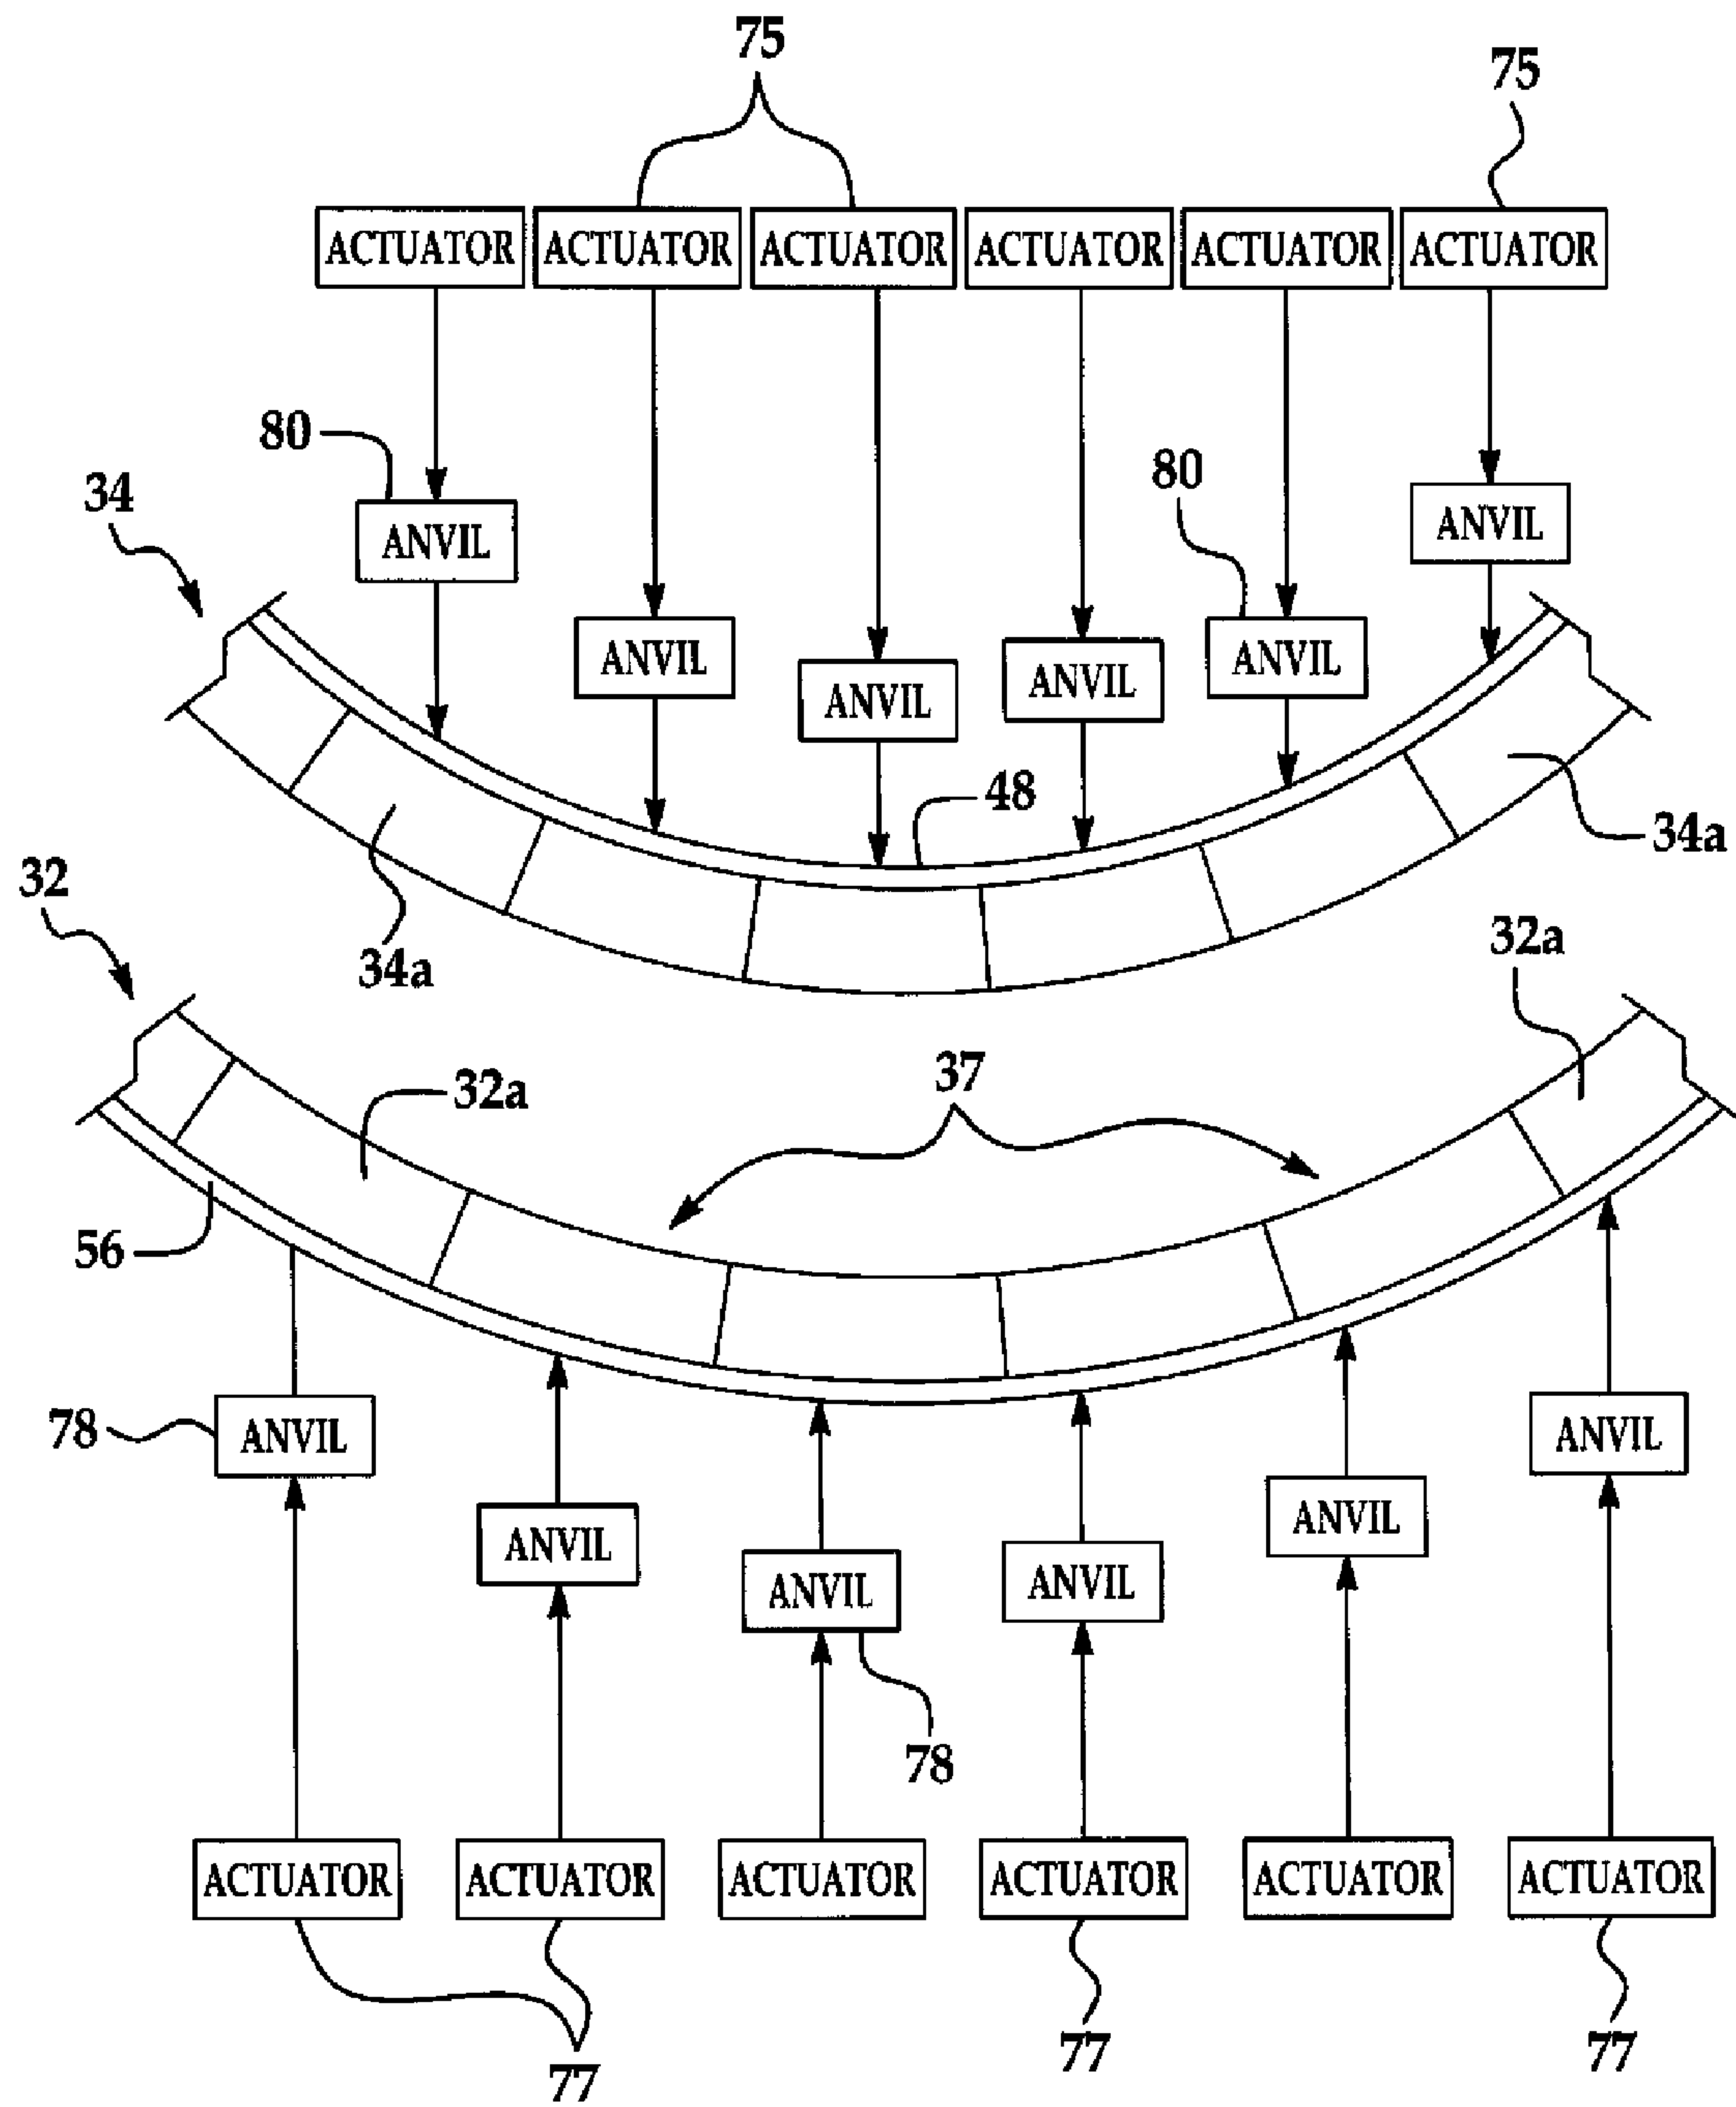 75
75
ACTUATOR ACTUATOR ACTUATOR ACTUATOR ACTUATOR ACTUATOR
80
80
34
ANVIL
ANVIL
ANVIL
ANVIL
ANVIL
ANVIL
48
34a
32
34a
32a
37
32a
56
78
ANVIL
ANVIL
ANVIL
ANVIL
ANVIL
ANVIL
78
ACTUATOR ACTUATOR ACTUATOR ACTUATOR ACTUATOR ACTUATOR
77
77
77